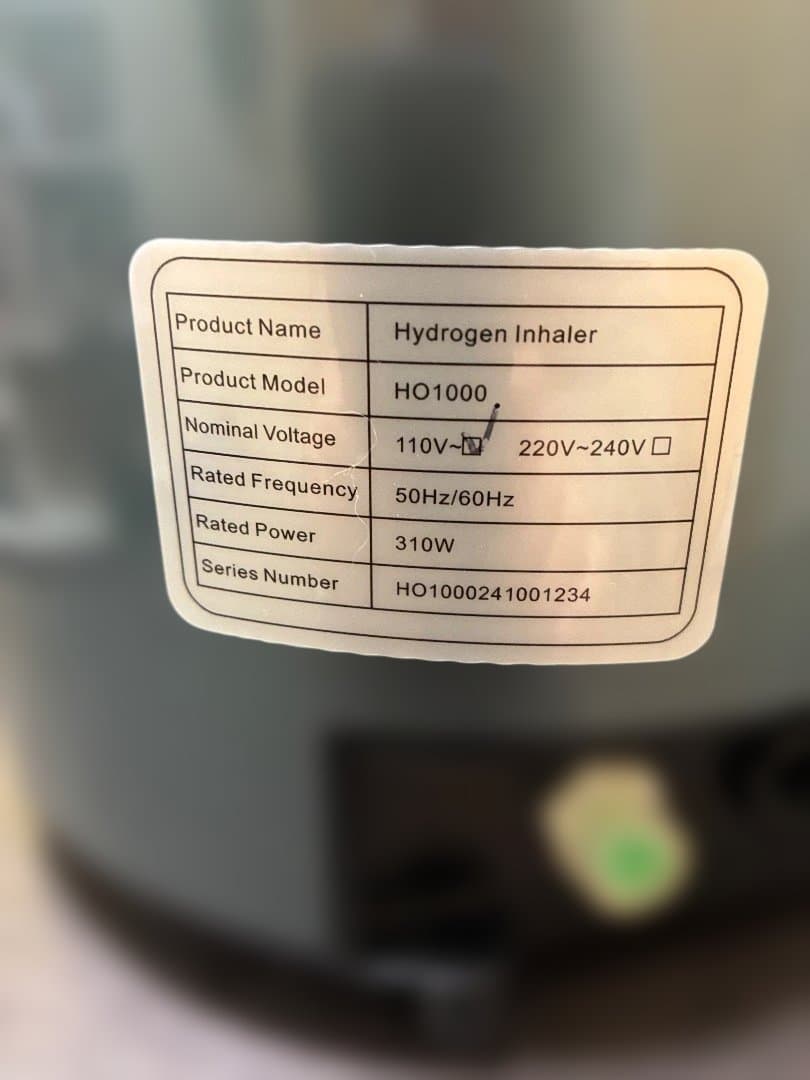 Product Name Hydrogen Inhaler
Product Model HO1000
Nominal Voltage 110V~☑ 220V~240V☐
Rated Frequency 50Hz/60Hz
Rated Power 310W
Series Number HO1000241001234